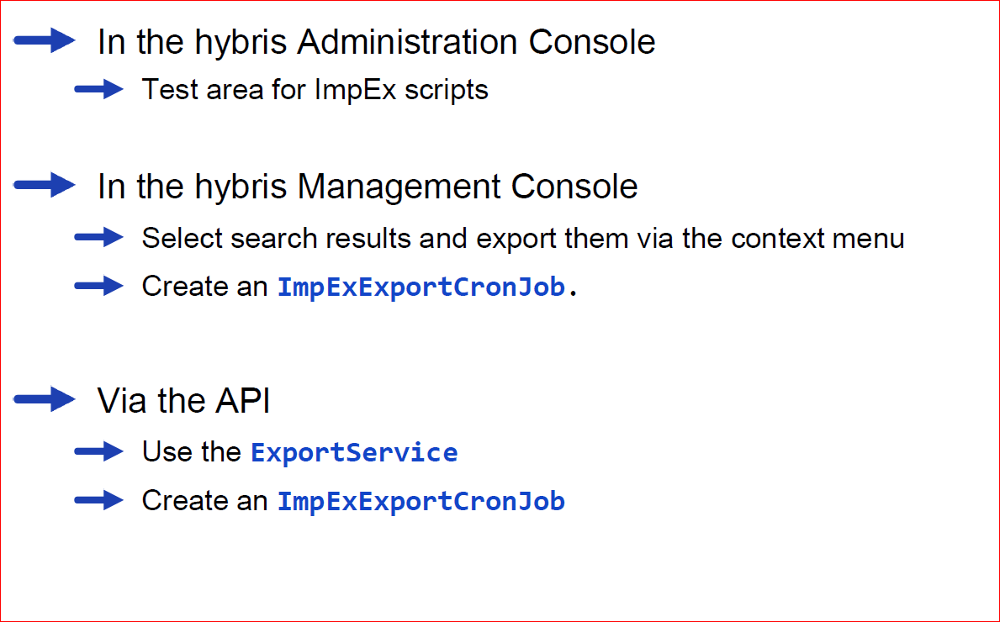 In the hybris Administration Console
Test area for ImpEx scripts
In the hybris Management Console
Select search results and export them via the context menu
Create an ImpExExportCronJob.
Via the API
Use the ExportService
Create an ImpExExportCronJob